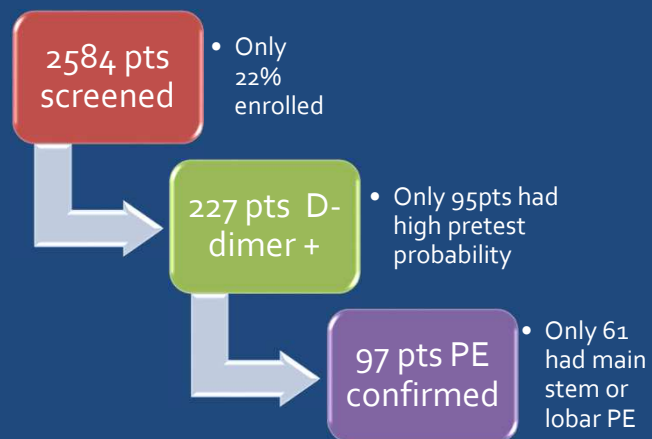 2584 pts
screened
• Only
22%
enrolled
227 pts D-
dimer +
• Only 95pts had
high pretest
probability
97 pts PE
confirmed
• Only 61
had main
stem or
lobar PE